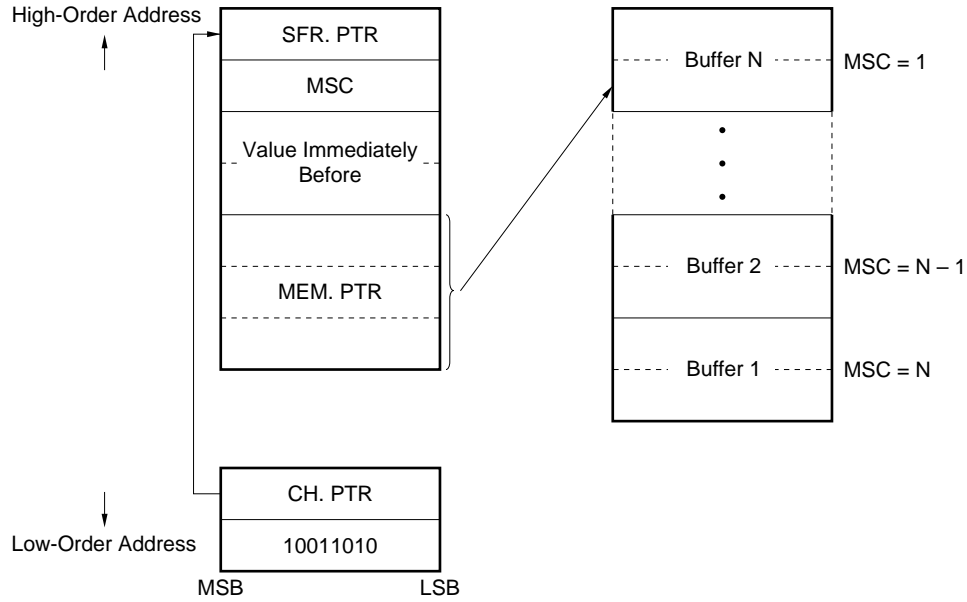 High-Order Address
SFR. PTR
MSC
Value Immediately
Before
MEM. PTR
Buffer N
MSC = 1
Buffer 2
MSC = N – 1
Buffer 1
MSC = N
CH. PTR
Low-Order Address
10011010
MSB
LSB